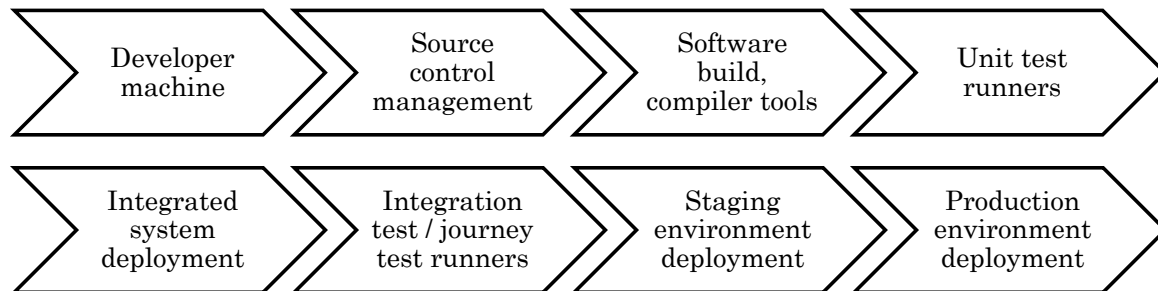 Developer
machine
Source
control
management
Software
build,
compiler tools
Unit test
runners
Integrated
system
deployment
Integration
test / journey
test runners
Staging
environment
deployment
Production
environment
deployment